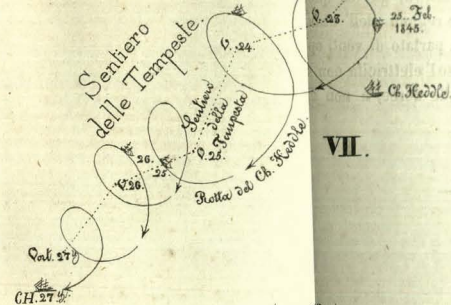 V. 23.
25. Feb.
1845.
Ch. Heddle.
V. 24.
Sentiero
delle Tempeste.
Sentiero
della
Tempesta
V. 25.
25
26.
V. 26.
Rotta del Ch. Heddle.
VII.
Vort. 27
C.H. 27